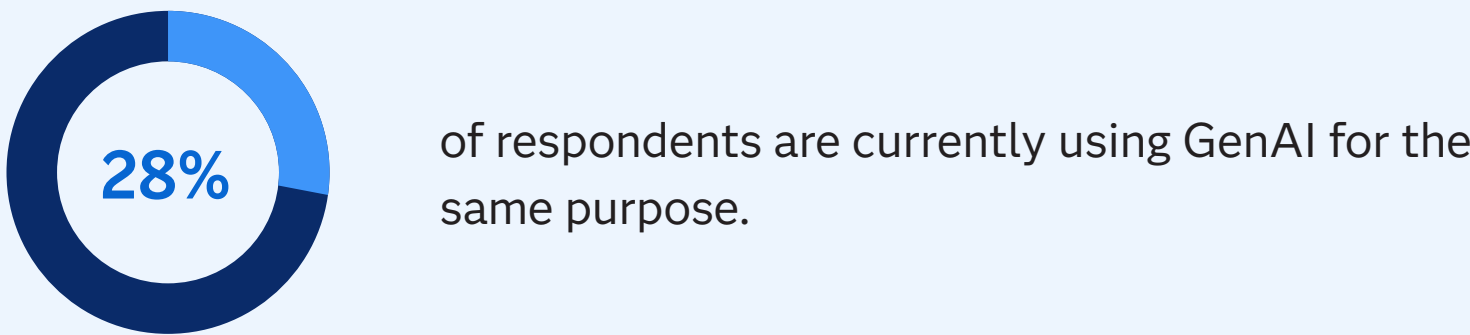 28%
of respondents are currently using GenAI for the
same purpose.